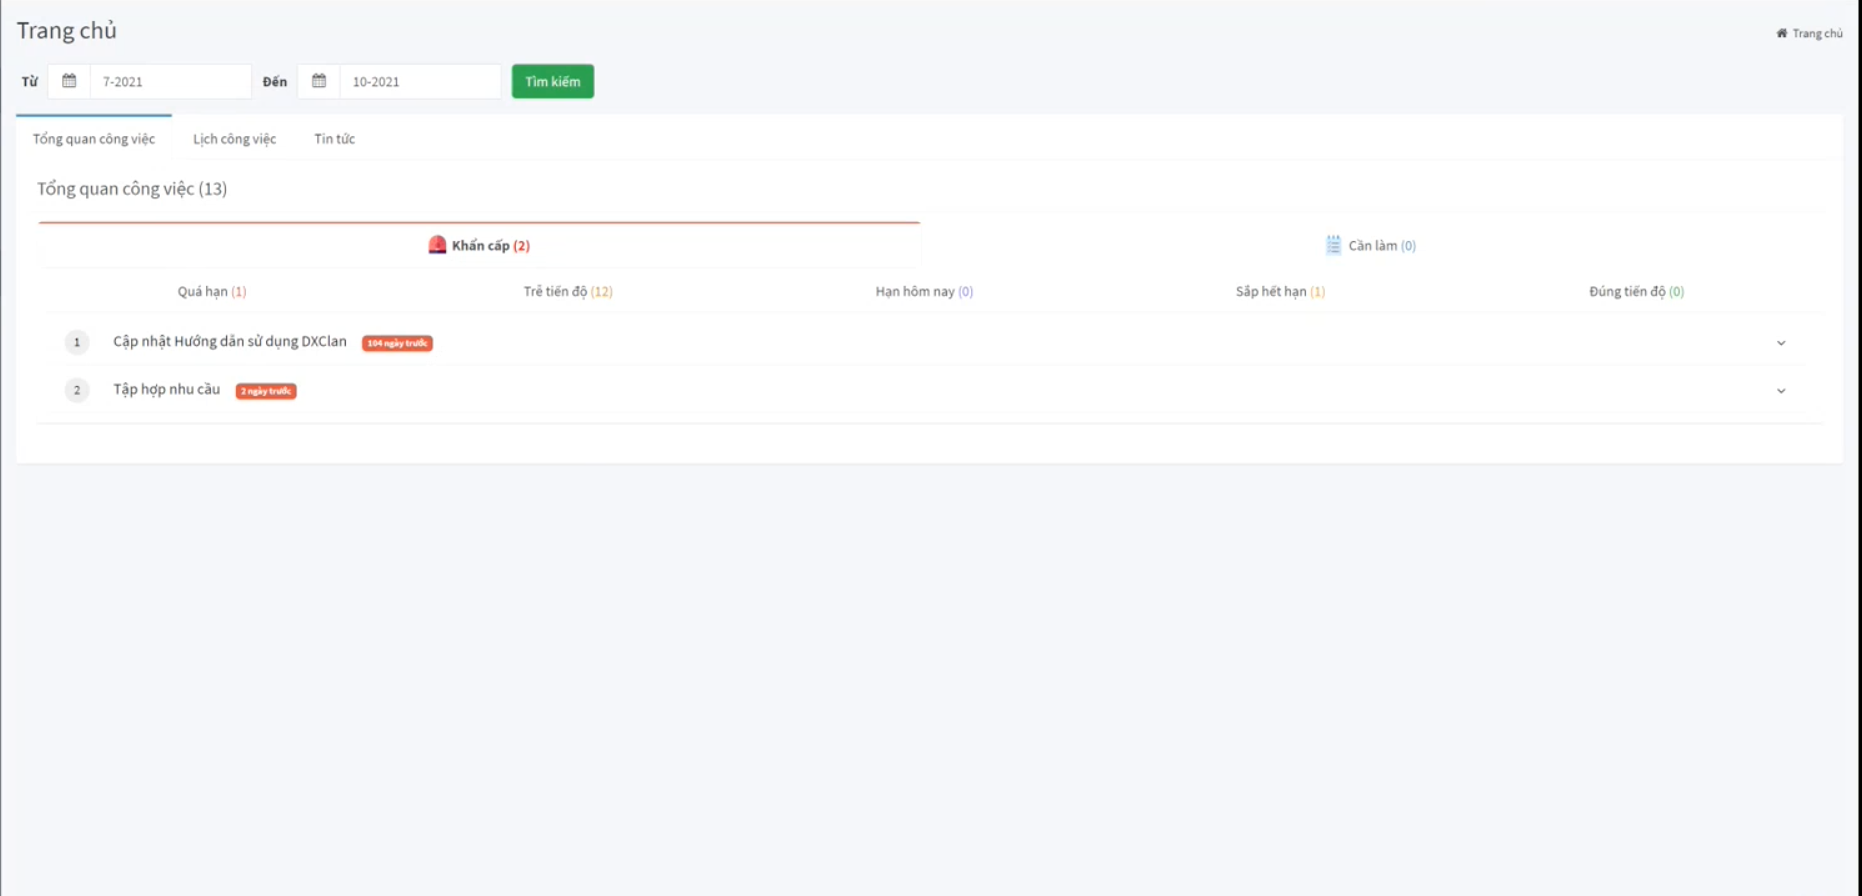 Trang chủ
Trang chủ
Từ 7-2021 Đến 10-2021 Tìm kiếm
Tổng quan công việc Lịch công việc Tin tức
Tổng quan công việc (13)
Khẩn cấp (2) Cần làm (0)
Quá hạn (1) Trễ tiến độ (12) Hạn hôm nay (0) Sắp hết hạn (1) Đúng tiến độ (0)
1 Cập nhật Hướng dẫn sử dụng DXClan 104 ngày trước
2 Tập hợp nhu cầu 2 ngày trước